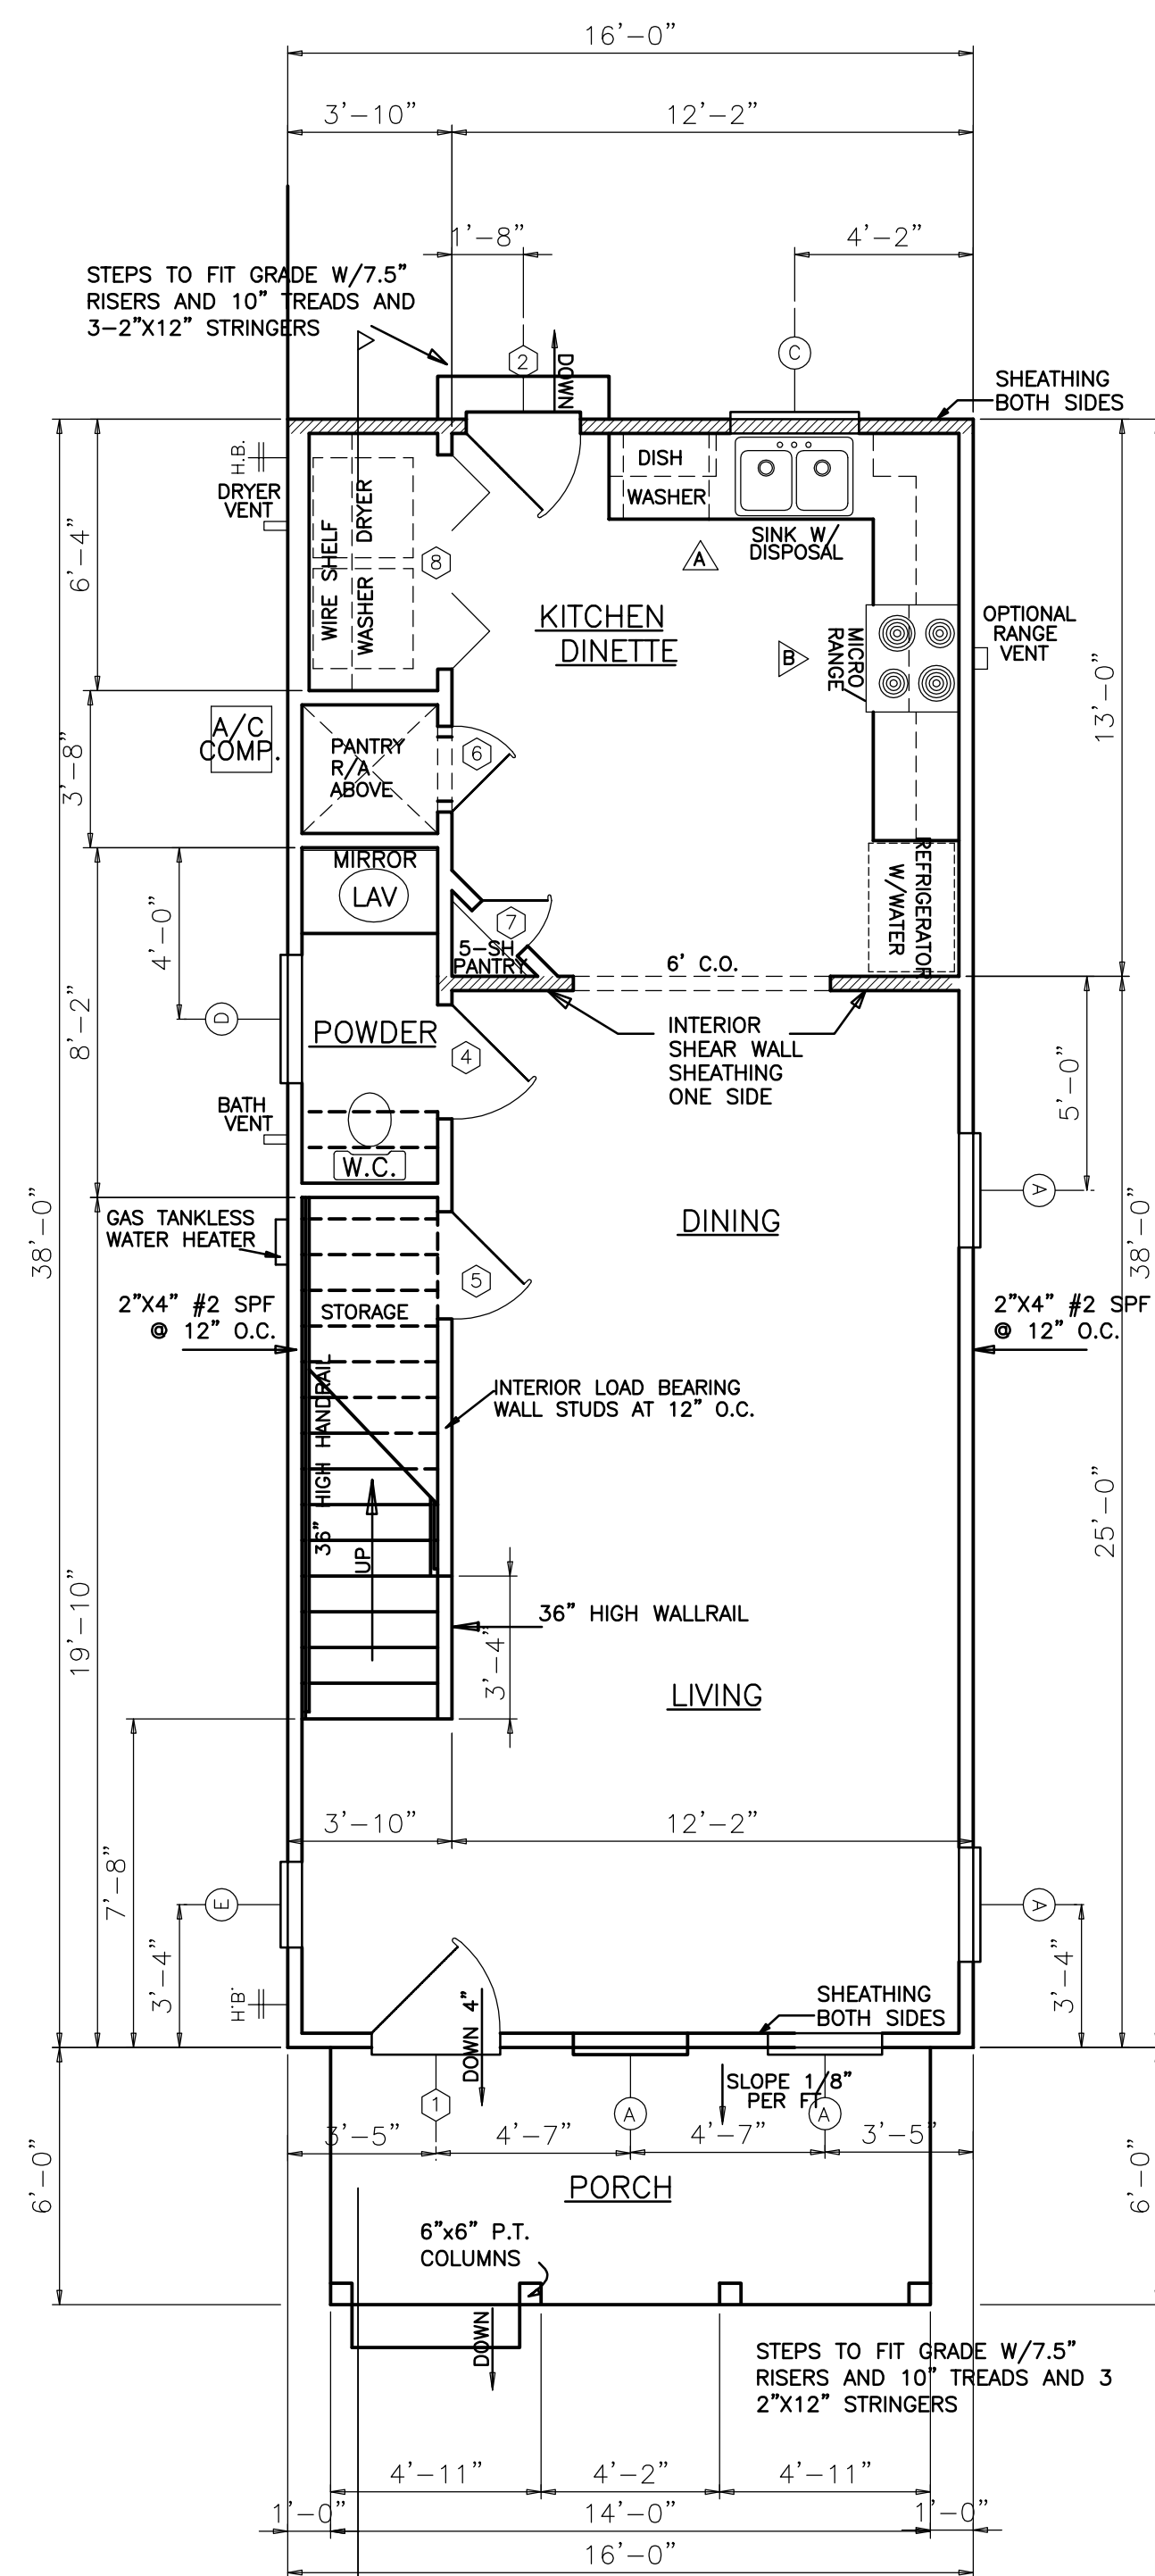 16'-0"
3'-10"
12'-2"
1'-8"
4'-2"
STEPS TO FIT GRADE W/7.5"
RISERS AND 10" TREADS AND
3-2"X12" STRINGERS
2
DOWN
C
SHEATHING
BOTH SIDES
H.B.
DRYER
VENT
WIRE SHELF
DRYER
WASHER
8
DISH
WASHER
SINK W/
DISPOSAL
A
6'-4"
KITCHEN
DINETTE
B
MICRO
RANGE
OPTIONAL
RANGE
VENT
13'-0"
A/C
COMP.
3'-8"
PANTRY
R/A
ABOVE
6
MIRROR
LAV
REFRIGERATOR
W/WATER
4'-0"
7
5-SH
PANTRY
6' C.O.
8'-2"
D
POWDER
4
INTERIOR
SHEAR WALL
SHEATHING
ONE SIDE
5'-0"
BATH
VENT
W.C.
38'-0"
GAS TANKLESS
WATER HEATER
DINING
A
38'-0"
5
2"X4" #2 SPF
@ 12" O.C.
STORAGE
2"X4" #2 SPF
@ 12" O.C.
36" HIGH HANDRAIL
INTERIOR LOAD BEARING
WALL STUDS AT 12" O.C.
25'-0"
UP
19'-10"
36" HIGH WALLRAIL
3'-4"
LIVING
3'-10"
12'-2"
7'-8"
E
A
3'-4"
3'-4"
H.B.
DOWN 4"
SHEATHING
BOTH SIDES
SLOPE 1/8"
PER FT
1
A
A
3'-5"
4'-7"
4'-7"
3'-5"
6'-0"
6'-0"
PORCH
6"x6" P.T.
COLUMNS
DOWN
STEPS TO FIT GRADE W/7.5"
RISERS AND 10" TREADS AND 3
2"X12" STRINGERS
4'-11"
4'-2"
4'-11"
1'-0"
14'-0"
1'-0"
16'-0"